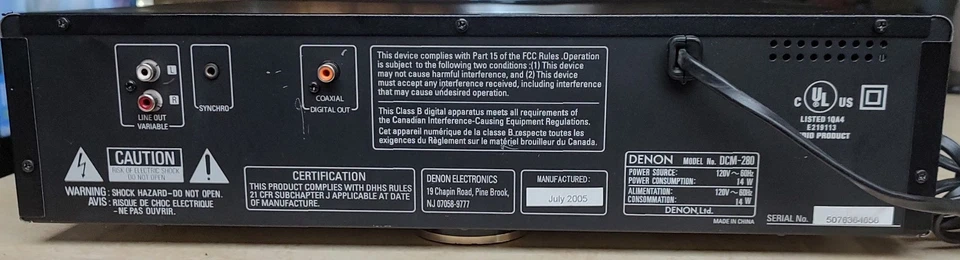 L
R
LINE OUT
VARIABLE
SYNCHRO
COAXIAL
DIGITAL OUT
This device complies with Part 15 of the FCC Rules .Operation
is subject to the following two conditions :(1) This device
may not cause harmful interference, and (2) This device
must accept any interference received, including interference
that may cause undesired operation.
This Class B digital apparatus meets all requirements of
the Canadian Interference-Causing Equipment Regulations.
Cet appareil numérique de la classe B respecte toutes les
exigences du Règlement sur le matériel brouilleur du Canada.
C UL US
LISTED 1QA4
E219113
PRODUCT
CAUTION
RISK OF ELECTRIC SHOCK
DO NOT OPEN
WARNING : SHOCK HAZARD-DO NOT OPEN.
AVIS : RISQUE DE CHOC ELECTRIQUE
-NE PAS OUVRIR.
CERTIFICATION
THIS PRODUCT COMPLIES WITH DHHS RULES
21 CFR SUBCHAPTER J APPLICABLE AT DATE
OF MANUFACTURE.
DENON ELECTRONICS
19 Chapin Road, Pine Brook,
NJ 07058-9777
MANUFACTURED :
July 2005
DENON MODEL No. DCM-280
POWER SOURCE: 120V~60Hz
POWER CONSUMPTION: 14 W
ALIMENTATION: 120V~60Hz
CONSOMMATION: 14 W
DENON, Ltd.
MADE IN CHINA
SERIAL No. 5076364656